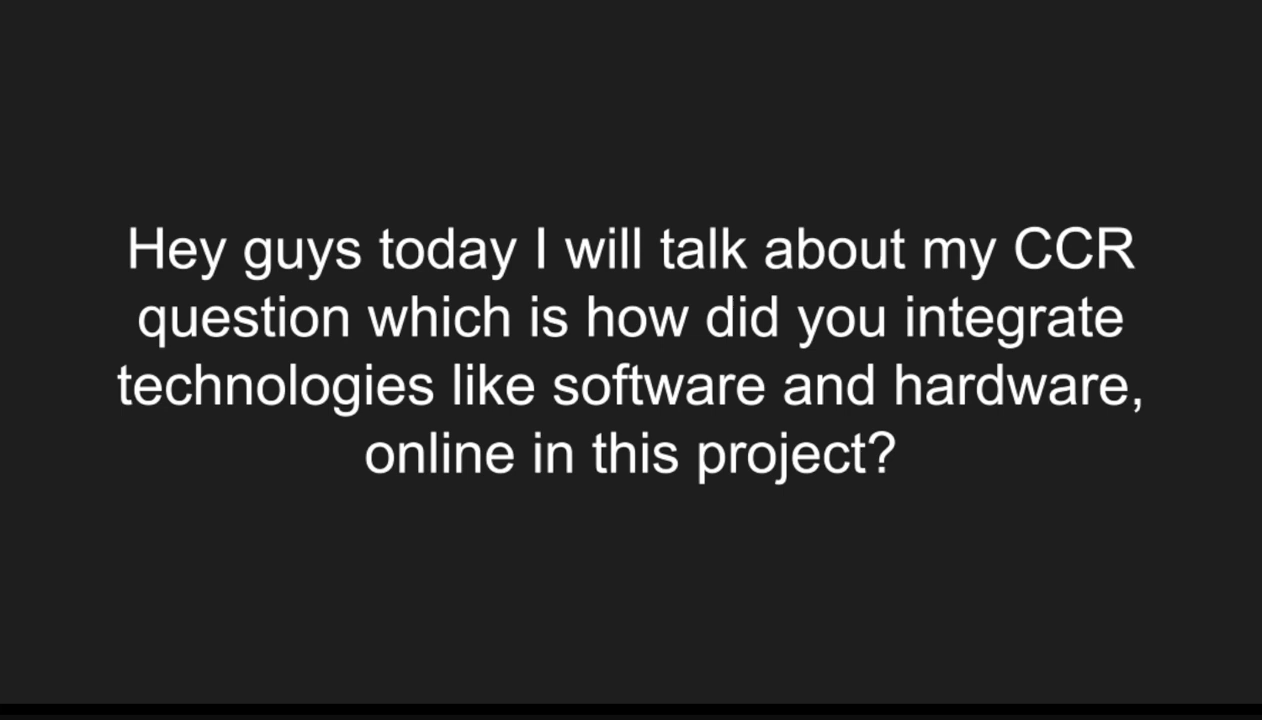 Hey guys today I will talk about my CCR
question which is how did you integrate
technologies like software and hardware,
online in this project?